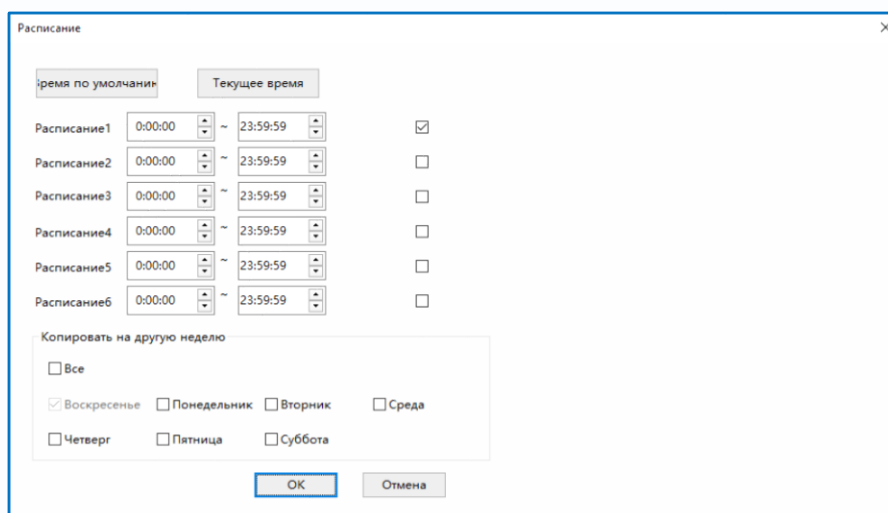 Расписание
Время по умолчанию Текущее время
Расписание1 0:00:00 ~ 23:59:59
Расписание2 0:00:00 ~ 23:59:59
Расписание3 0:00:00 ~ 23:59:59
Расписание4 0:00:00 ~ 23:59:59
Расписание5 0:00:00 ~ 23:59:59
Расписание6 0:00:00 ~ 23:59:59
Копировать на другую неделю
Все
Воскресенье Понедельник Вторник Среда
Четверг Пятница Суббота
OK Отмена